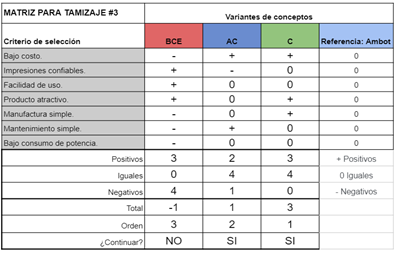 MATRIZ PARA TAMIZAJE #3 Variantes de conceptos
Criterio de selección BCE AC C Referencia: Ambot
Bajo costo. - + + 0
Impresiones confiables. + - 0 0
Facilidad de uso. + 0 0 0
Producto atractivo. + 0 + 0
Manufactura simple. - 0 + 0
Mantenimiento simple. - + 0 0
Bajo consumo de potencia. - 0 0 0
Positivos 3 2 3 + Positivos
Iguales 0 4 4 0 Iguales
Negativos 4 1 0 - Negativos
Total -1 1 3
Orden 3 2 1
¿Continuar? NO SI SI